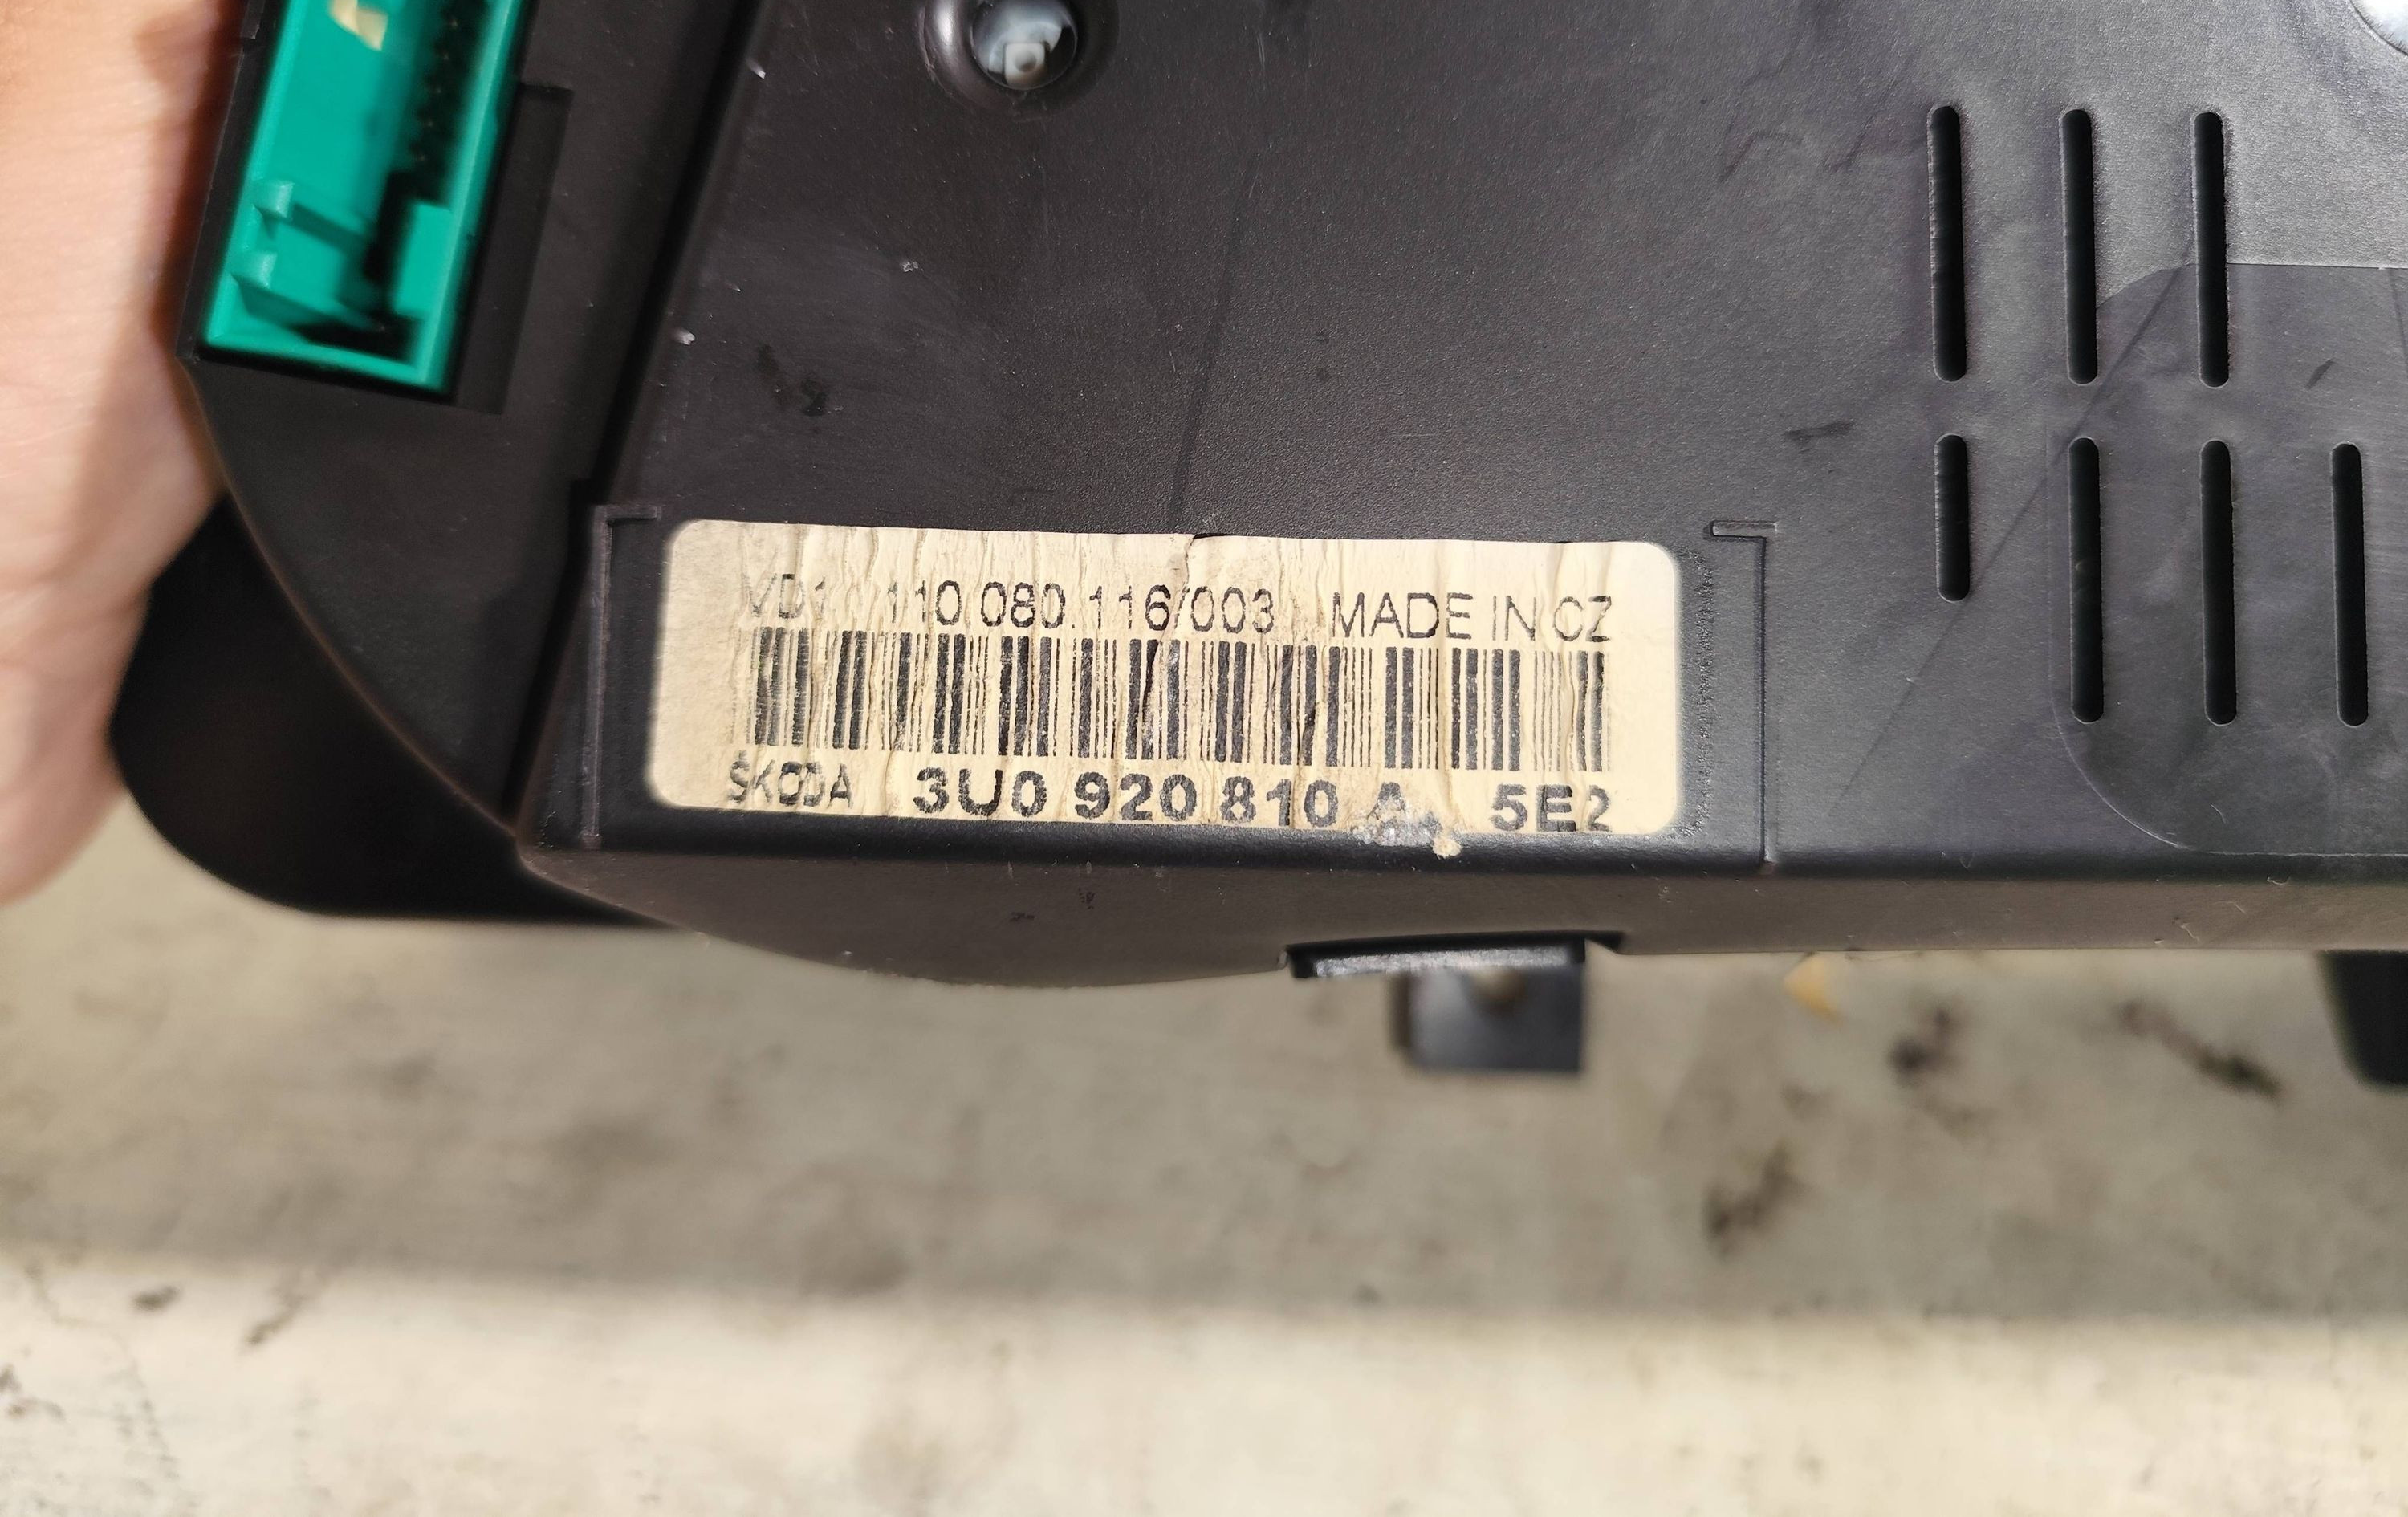 VDO 110.080.116/003 MADE IN CZ
ŠKODA 3U0 920 810 A 5E2